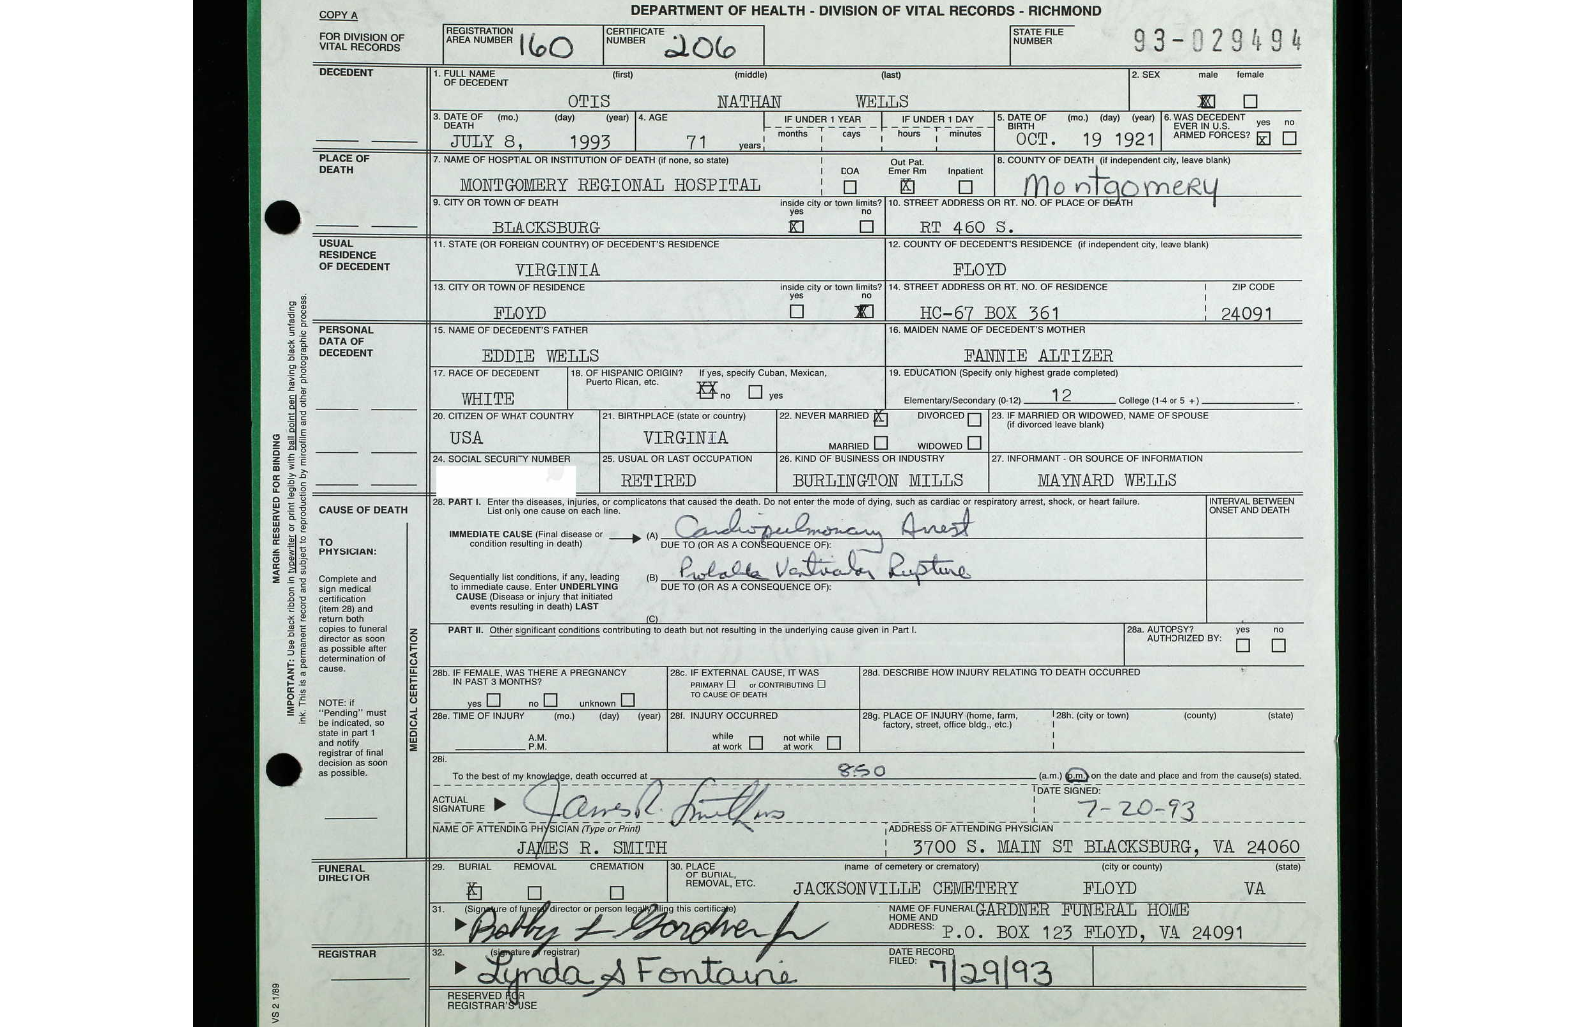 COPY A
DEPARTMENT OF HEALTH - DIVISION OF VITAL RECORDS - RICHMOND
FOR DIVISION OF VITAL RECORDS
REGISTRATION AREA NUMBER 160
CERTIFICATE NUMBER 206
STATE FILE NUMBER 93-029494
DECEDENT
1. FULL NAME OF DECEDENT (first) (middle) (last)
OTIS NATHAN WELLS
2. SEX male female
X
3. DATE OF DEATH (mo.) (day) (year)
JULY 8, 1993
4. AGE
71 years
IF UNDER 1 YEAR
months days
IF UNDER 1 DAY
hours minutes
5. DATE OF BIRTH (mo.) (day) (year)
OCT. 19 1921
6. WAS DECEDENT EVER IN U.S. ARMED FORCES? yes no
X
PLACE OF DEATH
7. NAME OF HOSPITAL OR INSTITUTION OF DEATH (if none, so state)
MONTGOMERY REGIONAL HOSPITAL
DOA
Out Pat. Emer Rm
X
Inpatient
8. COUNTY OF DEATH (if independent city, leave blank)
Montgomery
9. CITY OR TOWN OF DEATH
BLACKSBURG
inside city or town limits?
yes no
X
10. STREET ADDRESS OR RT. NO. OF PLACE OF DEATH
RT 460 S.
USUAL RESIDENCE OF DECEDENT
11. STATE (OR FOREIGN COUNTRY) OF DECEDENT'S RESIDENCE
VIRGINIA
12. COUNTY OF DECEDENT'S RESIDENCE (if independent city, leave blank)
FLOYD
13. CITY OR TOWN OF RESIDENCE
FLOYD
inside city or town limits?
yes no
X
14. STREET ADDRESS OR RT. NO. OF RESIDENCE
HC-67 BOX 361
ZIP CODE
24091
PERSONAL DATA OF DECEDENT
15. NAME OF DECEDENT'S FATHER
EDDIE WELLS
16. MAIDEN NAME OF DECEDENT'S MOTHER
FANNIE ALTIZER
17. RACE OF DECEDENT
WHITE
18. OF HISPANIC ORIGIN? If yes, specify Cuban, Mexican, Puerto Rican, etc.
XX no yes
19. EDUCATION (Specify only highest grade completed)
Elementary/Secondary (0-12) 12 College (1-4 or 5 +)
20. CITIZEN OF WHAT COUNTRY
USA
21. BIRTHPLACE (state or country)
VIRGINIA
22. NEVER MARRIED X DIVORCED
MARRIED WIDOWED
23. IF MARRIED OR WIDOWED, NAME OF SPOUSE (if divorced leave blank)
24. SOCIAL SECURITY NUMBER
25. USUAL OR LAST OCCUPATION
RETIRED
26. KIND OF BUSINESS OR INDUSTRY
BURLINGTON MILLS
27. INFORMANT - OR SOURCE OF INFORMATION
MAYNARD WELLS
CAUSE OF DEATH
28. PART I. Enter the diseases, injuries, or complicatons that caused the death. Do not enter the mode of dying, such as cardiac or respiratory arrest, shock, or heart failure.
List only one cause on each line.
INTERVAL BETWEEN ONSET AND DEATH
IMMEDIATE CAUSE (Final disease or condition resulting in death)
(A) Cardiopulmonary Arrest
DUE TO (OR AS A CONSEQUENCE OF):
Sequentially list conditions, if any, leading to immediate cause. Enter UNDERLYING CAUSE (Disease or injury that initiated events resulting in death) LAST
(B) Probable Ventricular Rupture
DUE TO (OR AS A CONSEQUENCE OF):
(C)
TO PHYSICIAN:
Complete and sign medical certification (item 28) and return both copies to funeral director as soon as possible after determination of cause.
NOTE: if "Pending" must be indicated, so state in part 1 and notify registrar of final decision as soon as possible.
MEDICAL CERTIFICATION
PART II. Other significant conditions contributing to death but not resulting in the underlying cause given in Part I.
28a. AUTOPSY? AUTHORIZED BY: yes no
28b. IF FEMALE, WAS THERE A PREGNANCY IN PAST 3 MONTHS?
yes no unknown
28c. IF EXTERNAL CAUSE, IT WAS
PRIMARY or CONTRIBUTING
TO CAUSE OF DEATH
28d. DESCRIBE HOW INJURY RELATING TO DEATH OCCURRED
28e. TIME OF INJURY (mo.) (day) (year)
A.M.
P.M.
28f. INJURY OCCURRED
while at work not while at work
28g. PLACE OF INJURY (home, farm, factory, street, office bldg., etc.)
28h. (city or town) (county) (state)
28i.
To the best of my knowledge, death occurred at 8:50 (a.m.) (p.m.) on the date and place and from the cause(s) stated.
ACTUAL SIGNATURE James R. Smith
DATE SIGNED:
7-20-93
NAME OF ATTENDING PHYSICIAN (Type or Print)
JAMES R. SMITH
ADDRESS OF ATTENDING PHYSICIAN
3700 S. MAIN ST BLACKSBURG, VA 24060
FUNERAL DIRECTOR
29. BURIAL REMOVAL CREMATION
X
30. PLACE OF BURIAL, REMOVAL, ETC. (name of cemetery or crematory) (city or county) (state)
JACKSONVILLE CEMETERY FLOYD VA
31. (Signature of funeral director or person legally filing this certificate)
Bobby L Gardner Jr
NAME OF FUNERAL HOME AND ADDRESS:
GARDNER FUNERAL HOME
P.O. BOX 123 FLOYD, VA 24091
REGISTRAR
32. (signature of registrar)
Lynda S Fontaine
DATE RECORD FILED: 7/29/93
RESERVED FOR REGISTRAR'S USE
MARGIN RESERVED FOR BINDING
IMPORTANT: Use black ribbon in typewriter or print legibly with ball point pen having black unfading
ink. This is a permanent record and subject to reproduction by microfilm and other photographic process.
VS 2 1/89